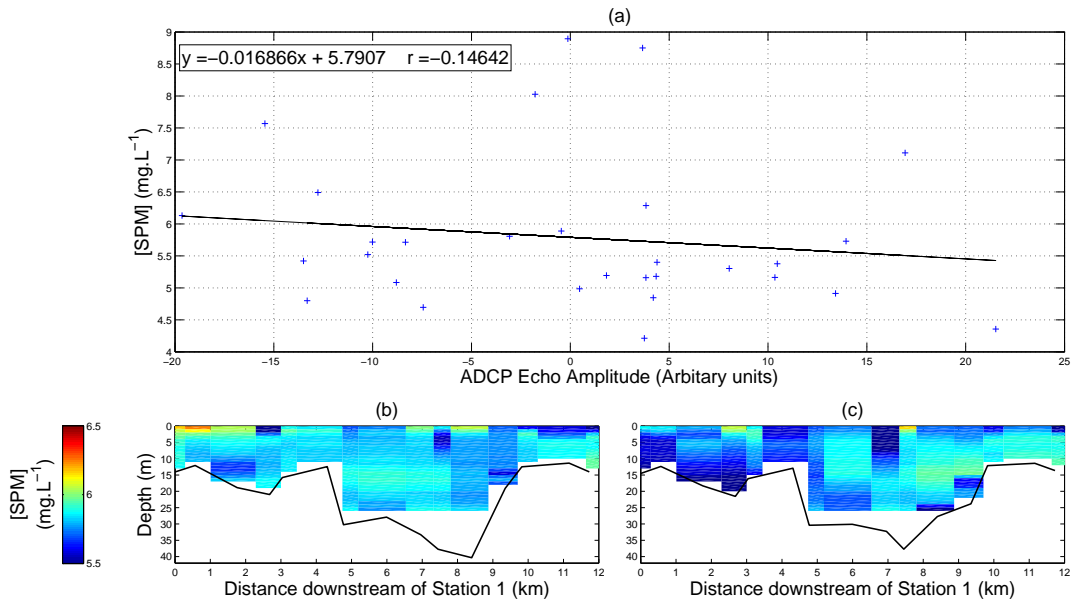 (a)
y =−0.016866x + 5.7907 r =−0.14642
9
8.5
8
7.5
7
6.5
6
5.5
5
4.5
4
[SPM] (mg.L−1)
−20 −15 −10 −5 0 5 10 15 20 25
ADCP Echo Amplitude (Arbitary units)
6.5
6
5.5
[SPM]
(mg.L−1)
(b)
0
5
10
15
20
25
30
35
40
Depth (m)
0 1 2 3 4 5 6 7 8 9 10 11 12
Distance downstream of Station 1 (km)
(c)
0
5
10
15
20
25
30
35
40
0 1 2 3 4 5 6 7 8 9 10 11 12
Distance downstream of Station 1 (km)